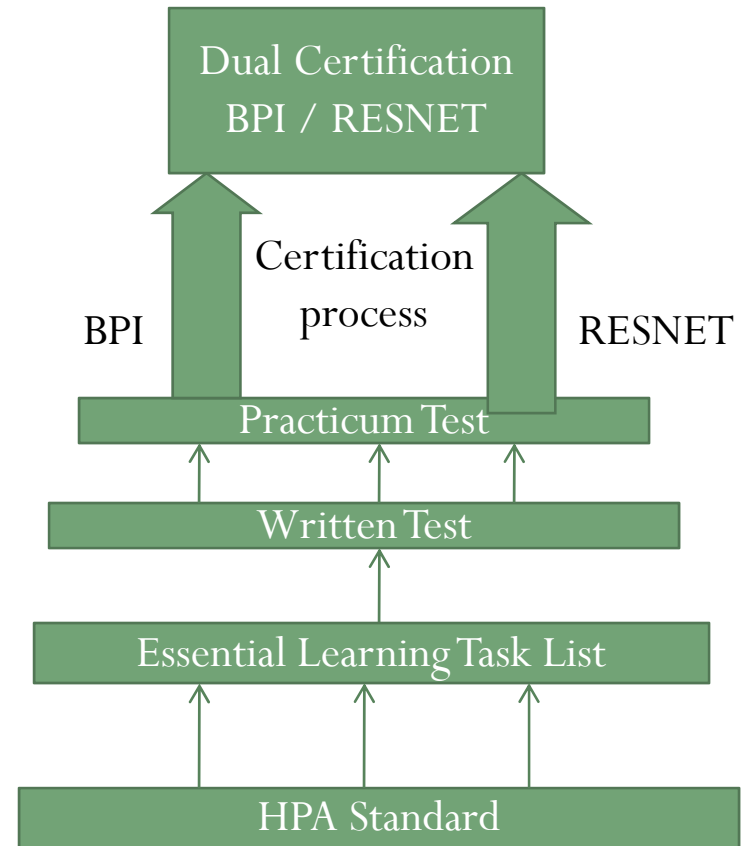 Dual Certification
BPI / RESNET
Certification
process
BPI
RESNET
Practicum Test
Written Test
Essential Learning Task List
HPA Standard